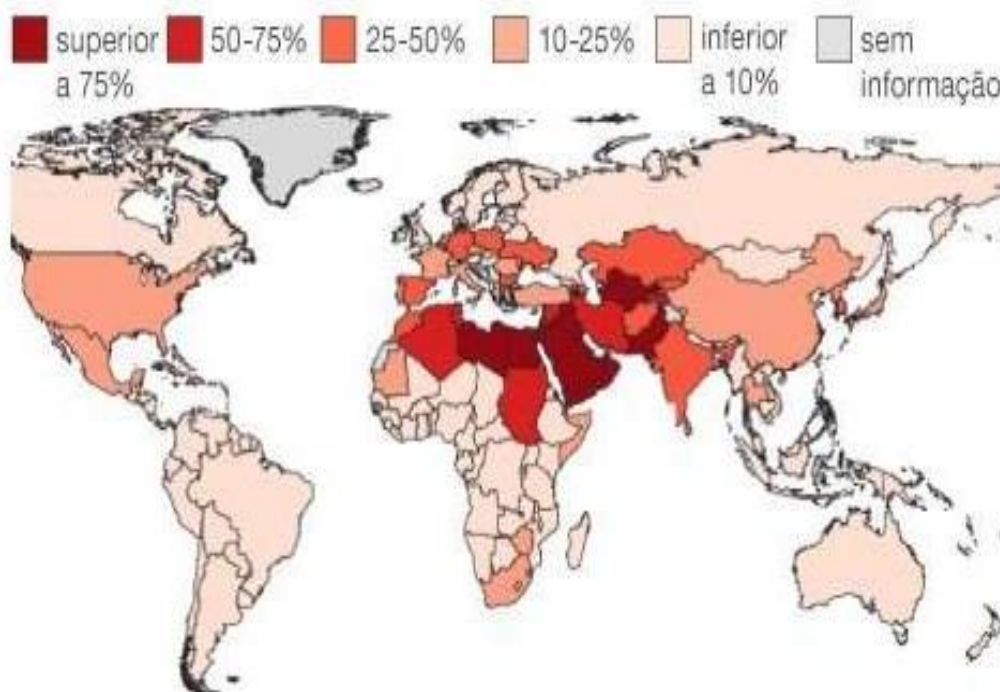 superior
a 75%
50-75%
25-50%
10-25%
inferior
a 10%
sem
informação